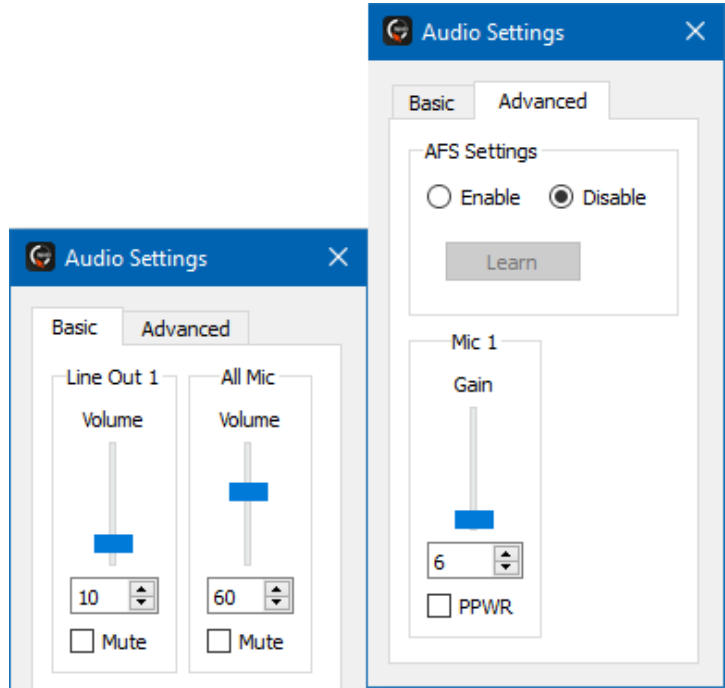 Audio Settings
Basic Advanced
Line Out 1 All Mic
Volume Volume
10 60
Mute Mute
Audio Settings
Basic Advanced
AFS Settings
Enable Disable
Learn
Mic 1
Gain
6
PPWR